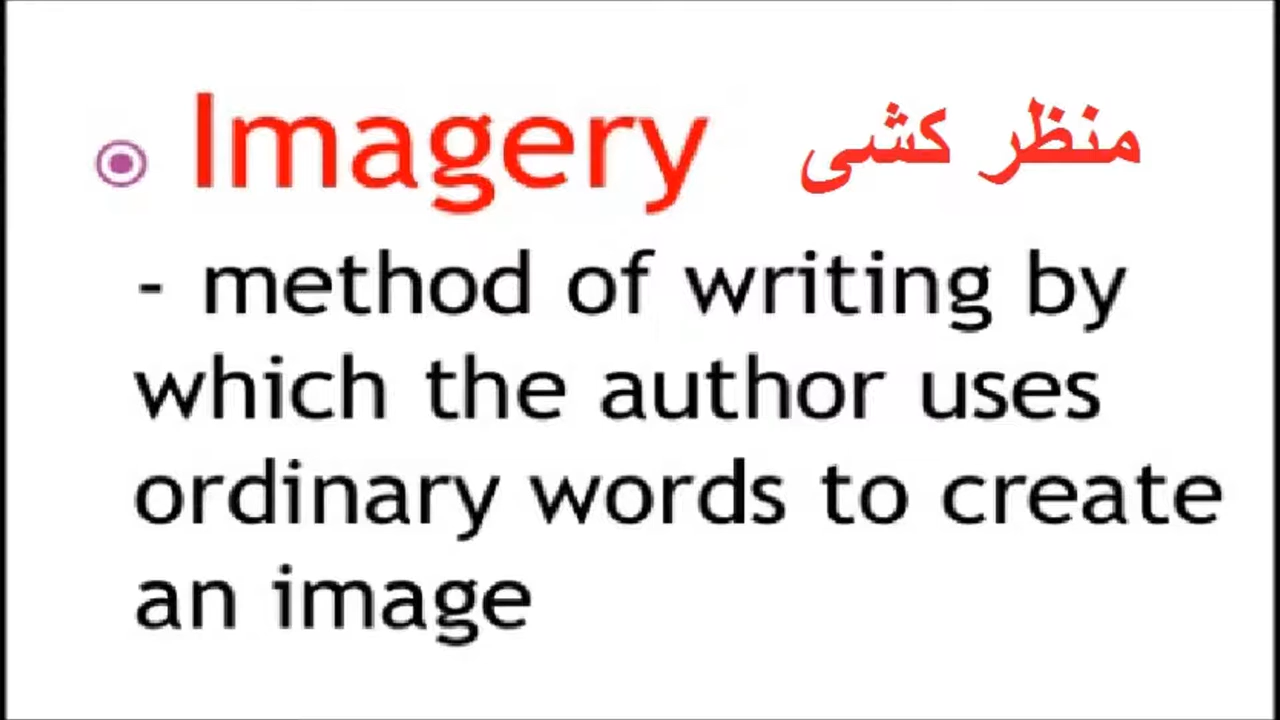 Imagery منظر کشی
- method of writing by
which the author uses
ordinary words to create
an image